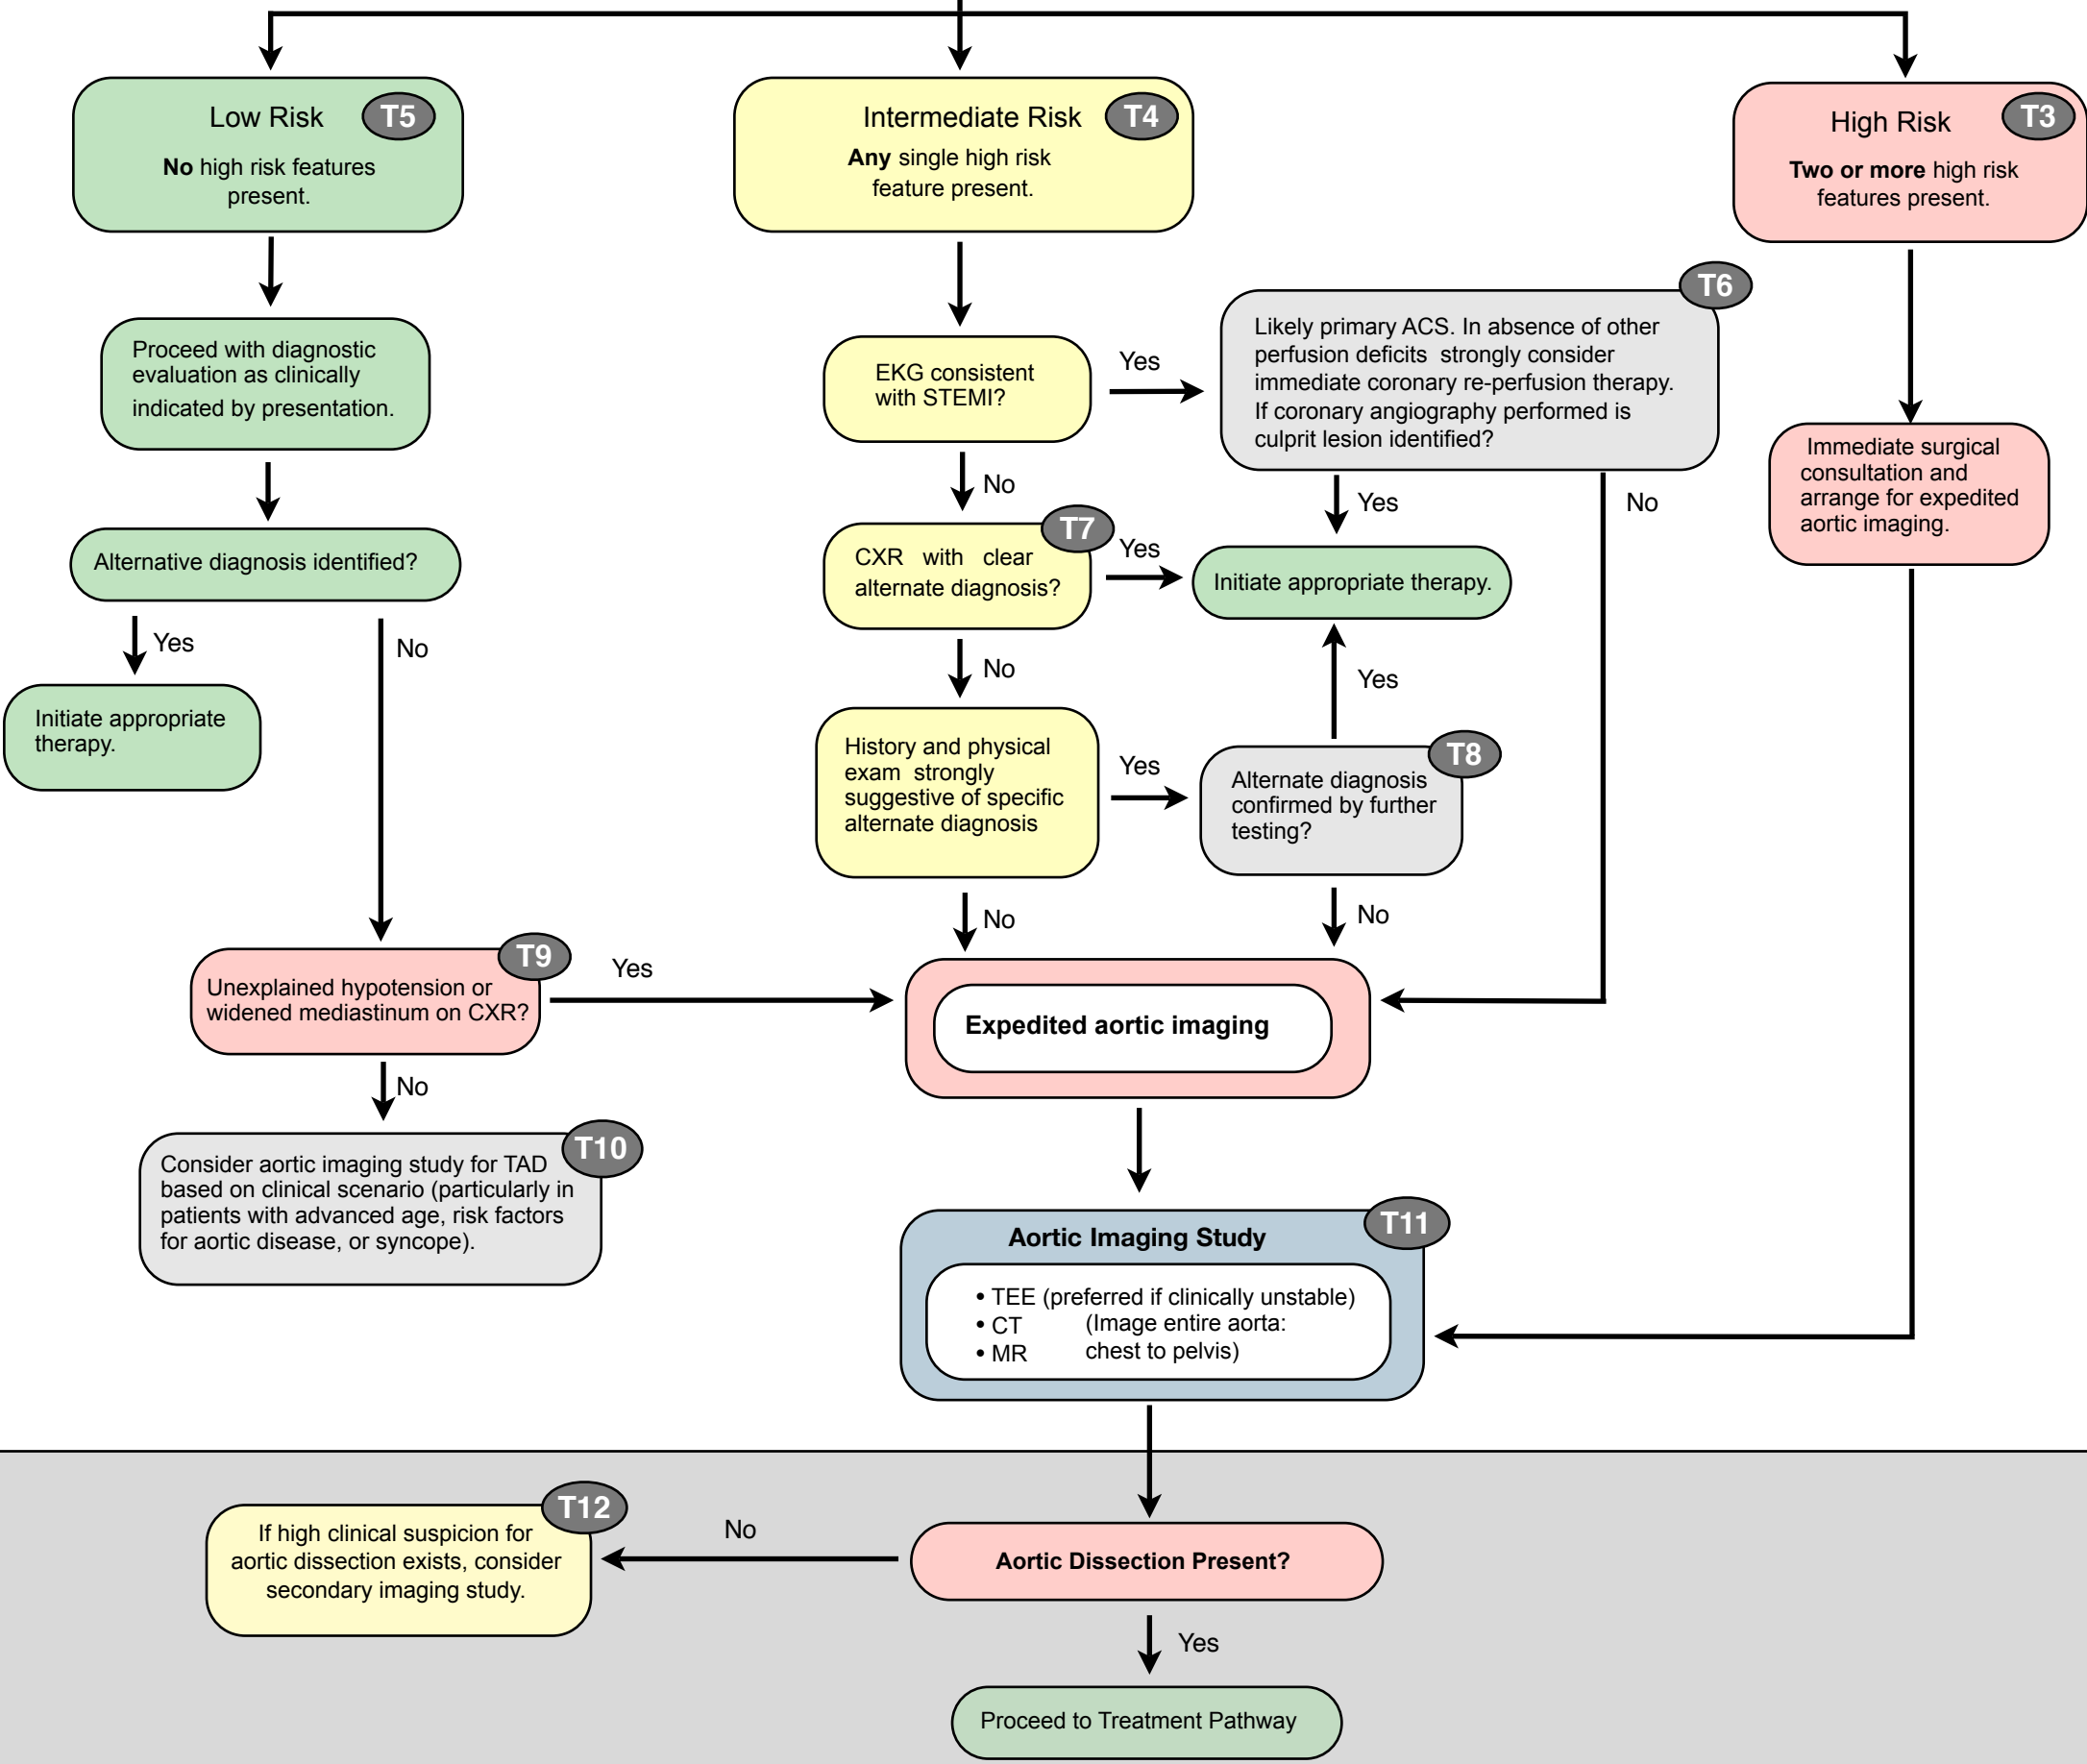 Low Risk
T5
No high risk features
present.
Intermediate Risk
T4
Any single high risk
feature present.
High Risk
T3
Two or more high risk
features present.
Proceed with diagnostic
evaluation as clinically
indicated by presentation.
EKG consistent
with STEMI?
Yes
T6
Likely primary ACS. In absence of other
perfusion deficits strongly consider
immediate coronary re-perfusion therapy.
If coronary angiography performed is
culprit lesion identified?
Immediate surgical
consultation and
arrange for expedited
aortic imaging.
No
Yes
No
Alternative diagnosis identified?
T7
CXR with clear
alternate diagnosis?
Yes
Initiate appropriate therapy.
Yes
No
No
Yes
Initiate appropriate
therapy.
History and physical
exam strongly
suggestive of specific
alternate diagnosis
Yes
T8
Alternate diagnosis
confirmed by further
testing?
No
No
T9
Unexplained hypotension or
widened mediastinum on CXR?
Yes
Expedited aortic imaging
No
T10
Consider aortic imaging study for TAD
based on clinical scenario (particularly in
patients with advanced age, risk factors
for aortic disease, or syncope).
T11
Aortic Imaging Study
• TEE (preferred if clinically unstable)
• CT (Image entire aorta:
• MR chest to pelvis)
T12
If high clinical suspicion for
aortic dissection exists, consider
secondary imaging study.
No
Aortic Dissection Present?
Yes
Proceed to Treatment Pathway